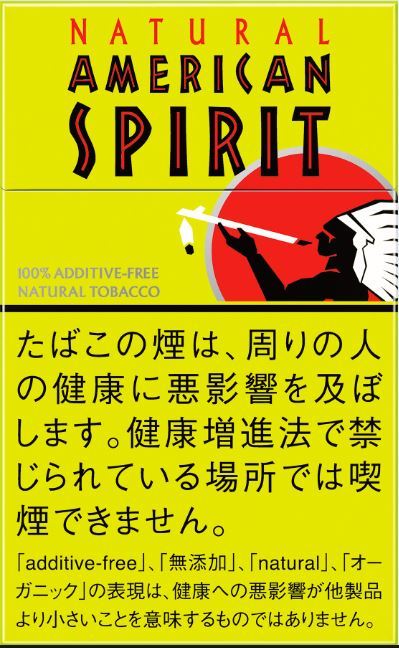 NATURAL
AMERICAN
SPIRIT
100% ADDITIVE-FREE
NATURAL TOBACCO
たばこの煙は、周りの人
の健康に悪影響を及ぼ
します。健康増進法で禁
じられている場所では喫
煙できません。
「additive-free」、「無添加」、「natural」、「オー
ガニック」の表現は、健康への悪影響が他製品
より小さいことを意味するものではありません。